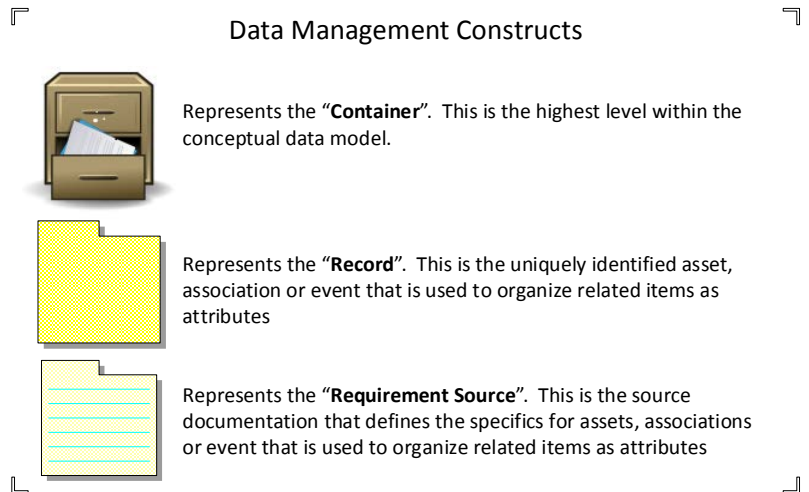 Data Management Constructs
Represents the “Container”.  This is the highest level within the
conceptual data model.
Represents the “Record”.  This is the uniquely identified asset,
association or event that is used to organize related items as
attributes
Represents the “Requirement Source”.  This is the source
documentation that defines the specifics for assets, associations
or event that is used to organize related items as attributes